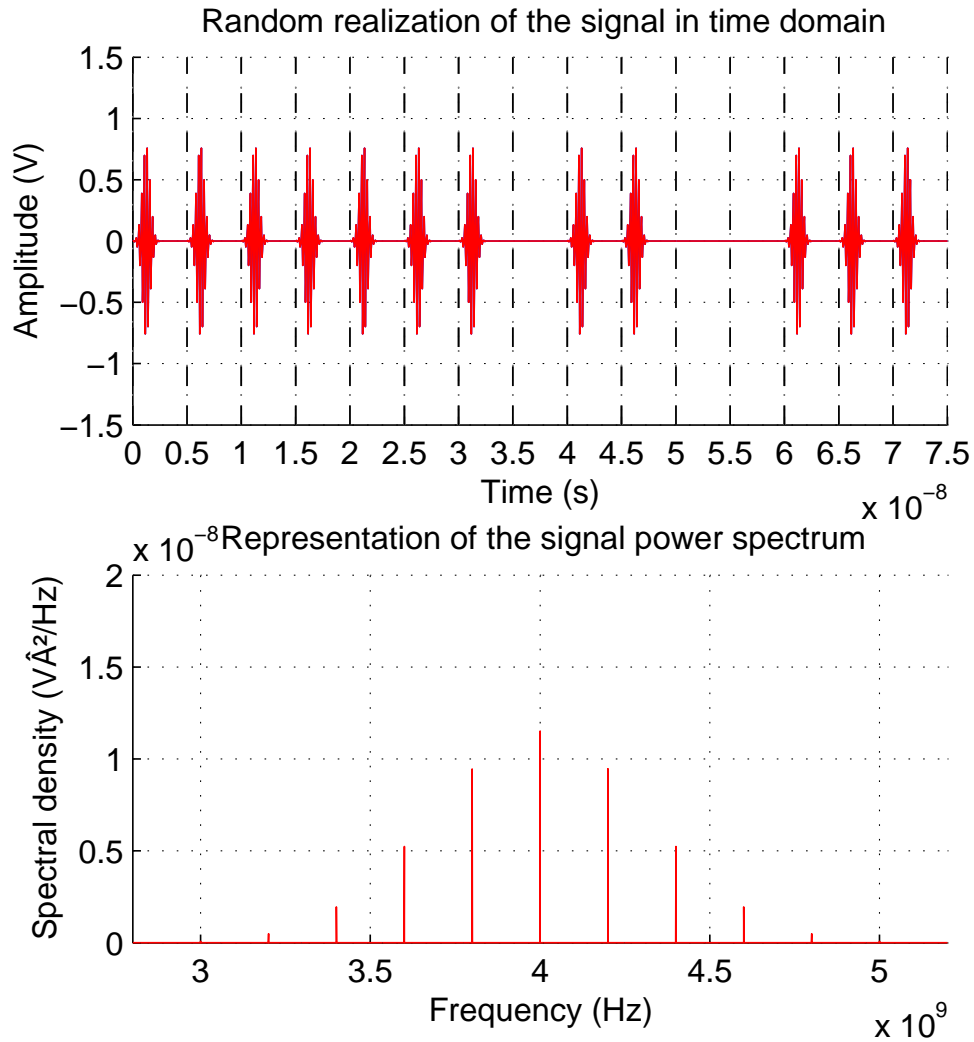 Random realization of the signal in time domain
1.5
1
0.5
0
−0.5
−1
−1.5
Amplitude (V)
0 0.5 1 1.5 2 2.5 3 3.5 4 4.5 5 5.5 6 6.5 7 7.5
Time (s)
x 10⁻⁸
x 10⁻⁸ Representation of the signal power spectrum
2
1.5
1
0.5
0
Spectral density (VÂ²/Hz)
3 3.5 4 4.5 5
Frequency (Hz)
x 10⁹